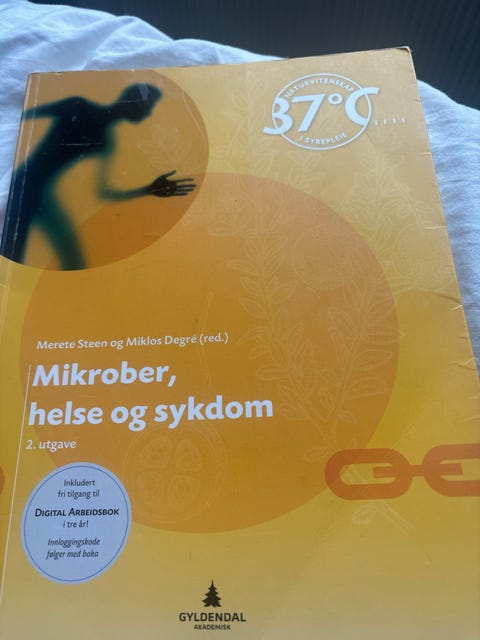 NATURVITENSKAP
37°C
I SYKEPLEIE
Merete Steen og Miklos Degré (red.)
Mikrober,
helse og sykdom
2. utgave
Inkludert
fri tilgang til
DIGITAL ARBEIDSBOK
i tre år!
Innloggingskode
følger med boka
GYLDENDAL
AKADEMISK